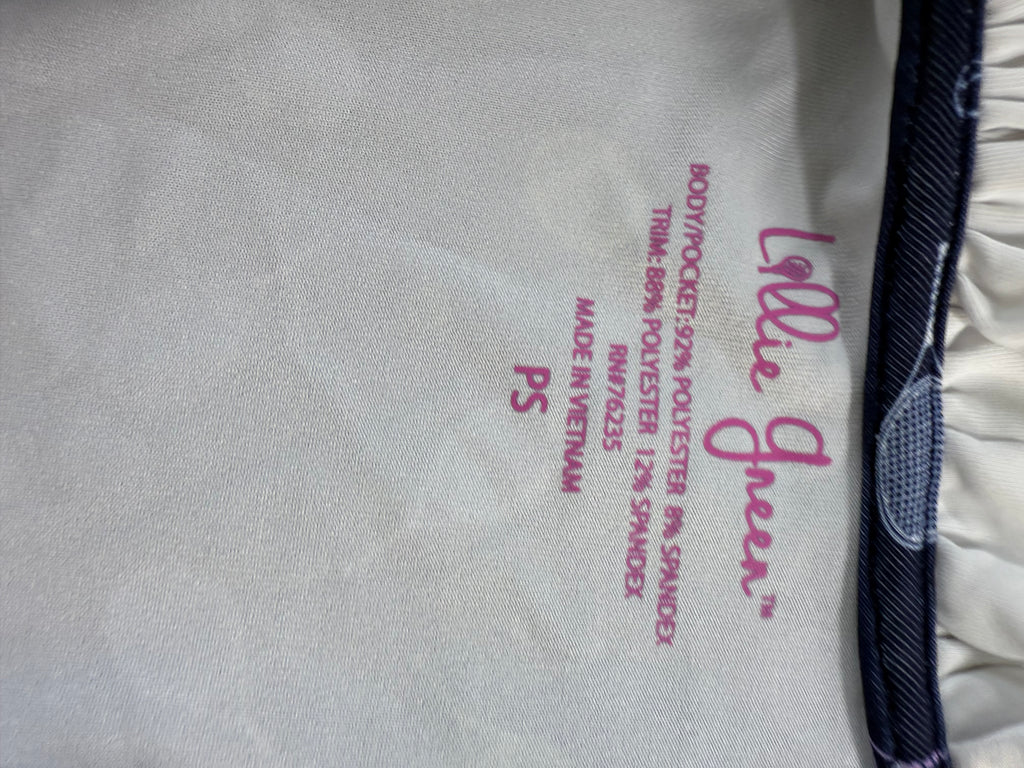 Lollie Green™
BODY/POCKET:92% POLYESTER 8% SPANDEX
TRIM: 88% POLYESTER 12% SPANDEX
RN#76235
MADE IN VIETNAM
PS